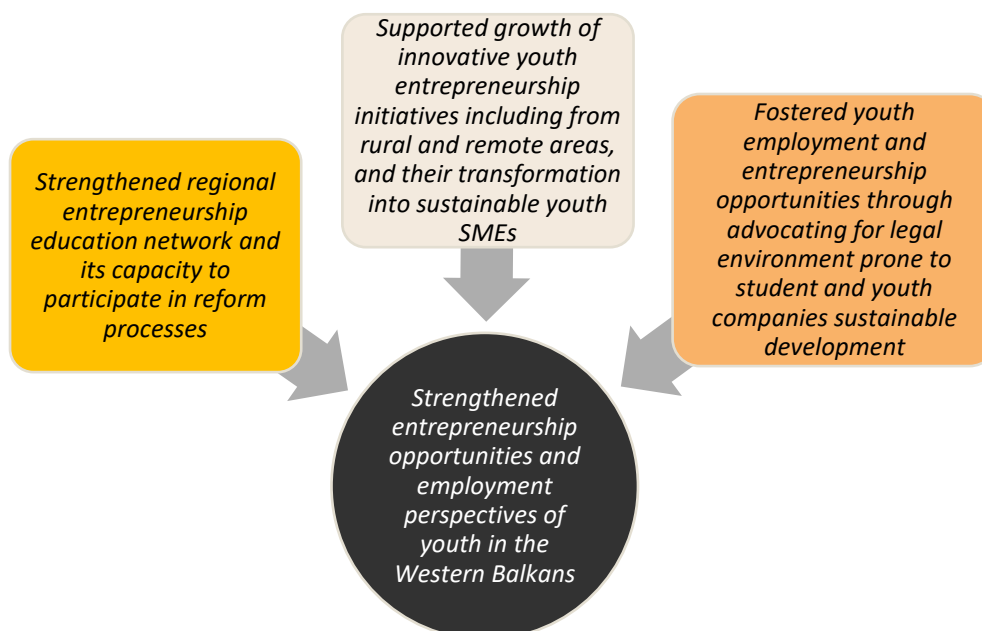 Supported growth of
innovative youth
entrepreneurship
initiatives including from
rural and remote areas,
and their transformation
into sustainable youth
SMEs
Strengthened regional
entrepreneurship
education network and
its capacity to
participate in reform
processes
Fostered youth
employment and
entrepreneurship
opportunities through
advocating for legal
environment prone to
student and youth
companies sustainable
development
Strengthened
entrepreneurship
opportunities and
employment
perspectives of
youth in the
Western Balkans